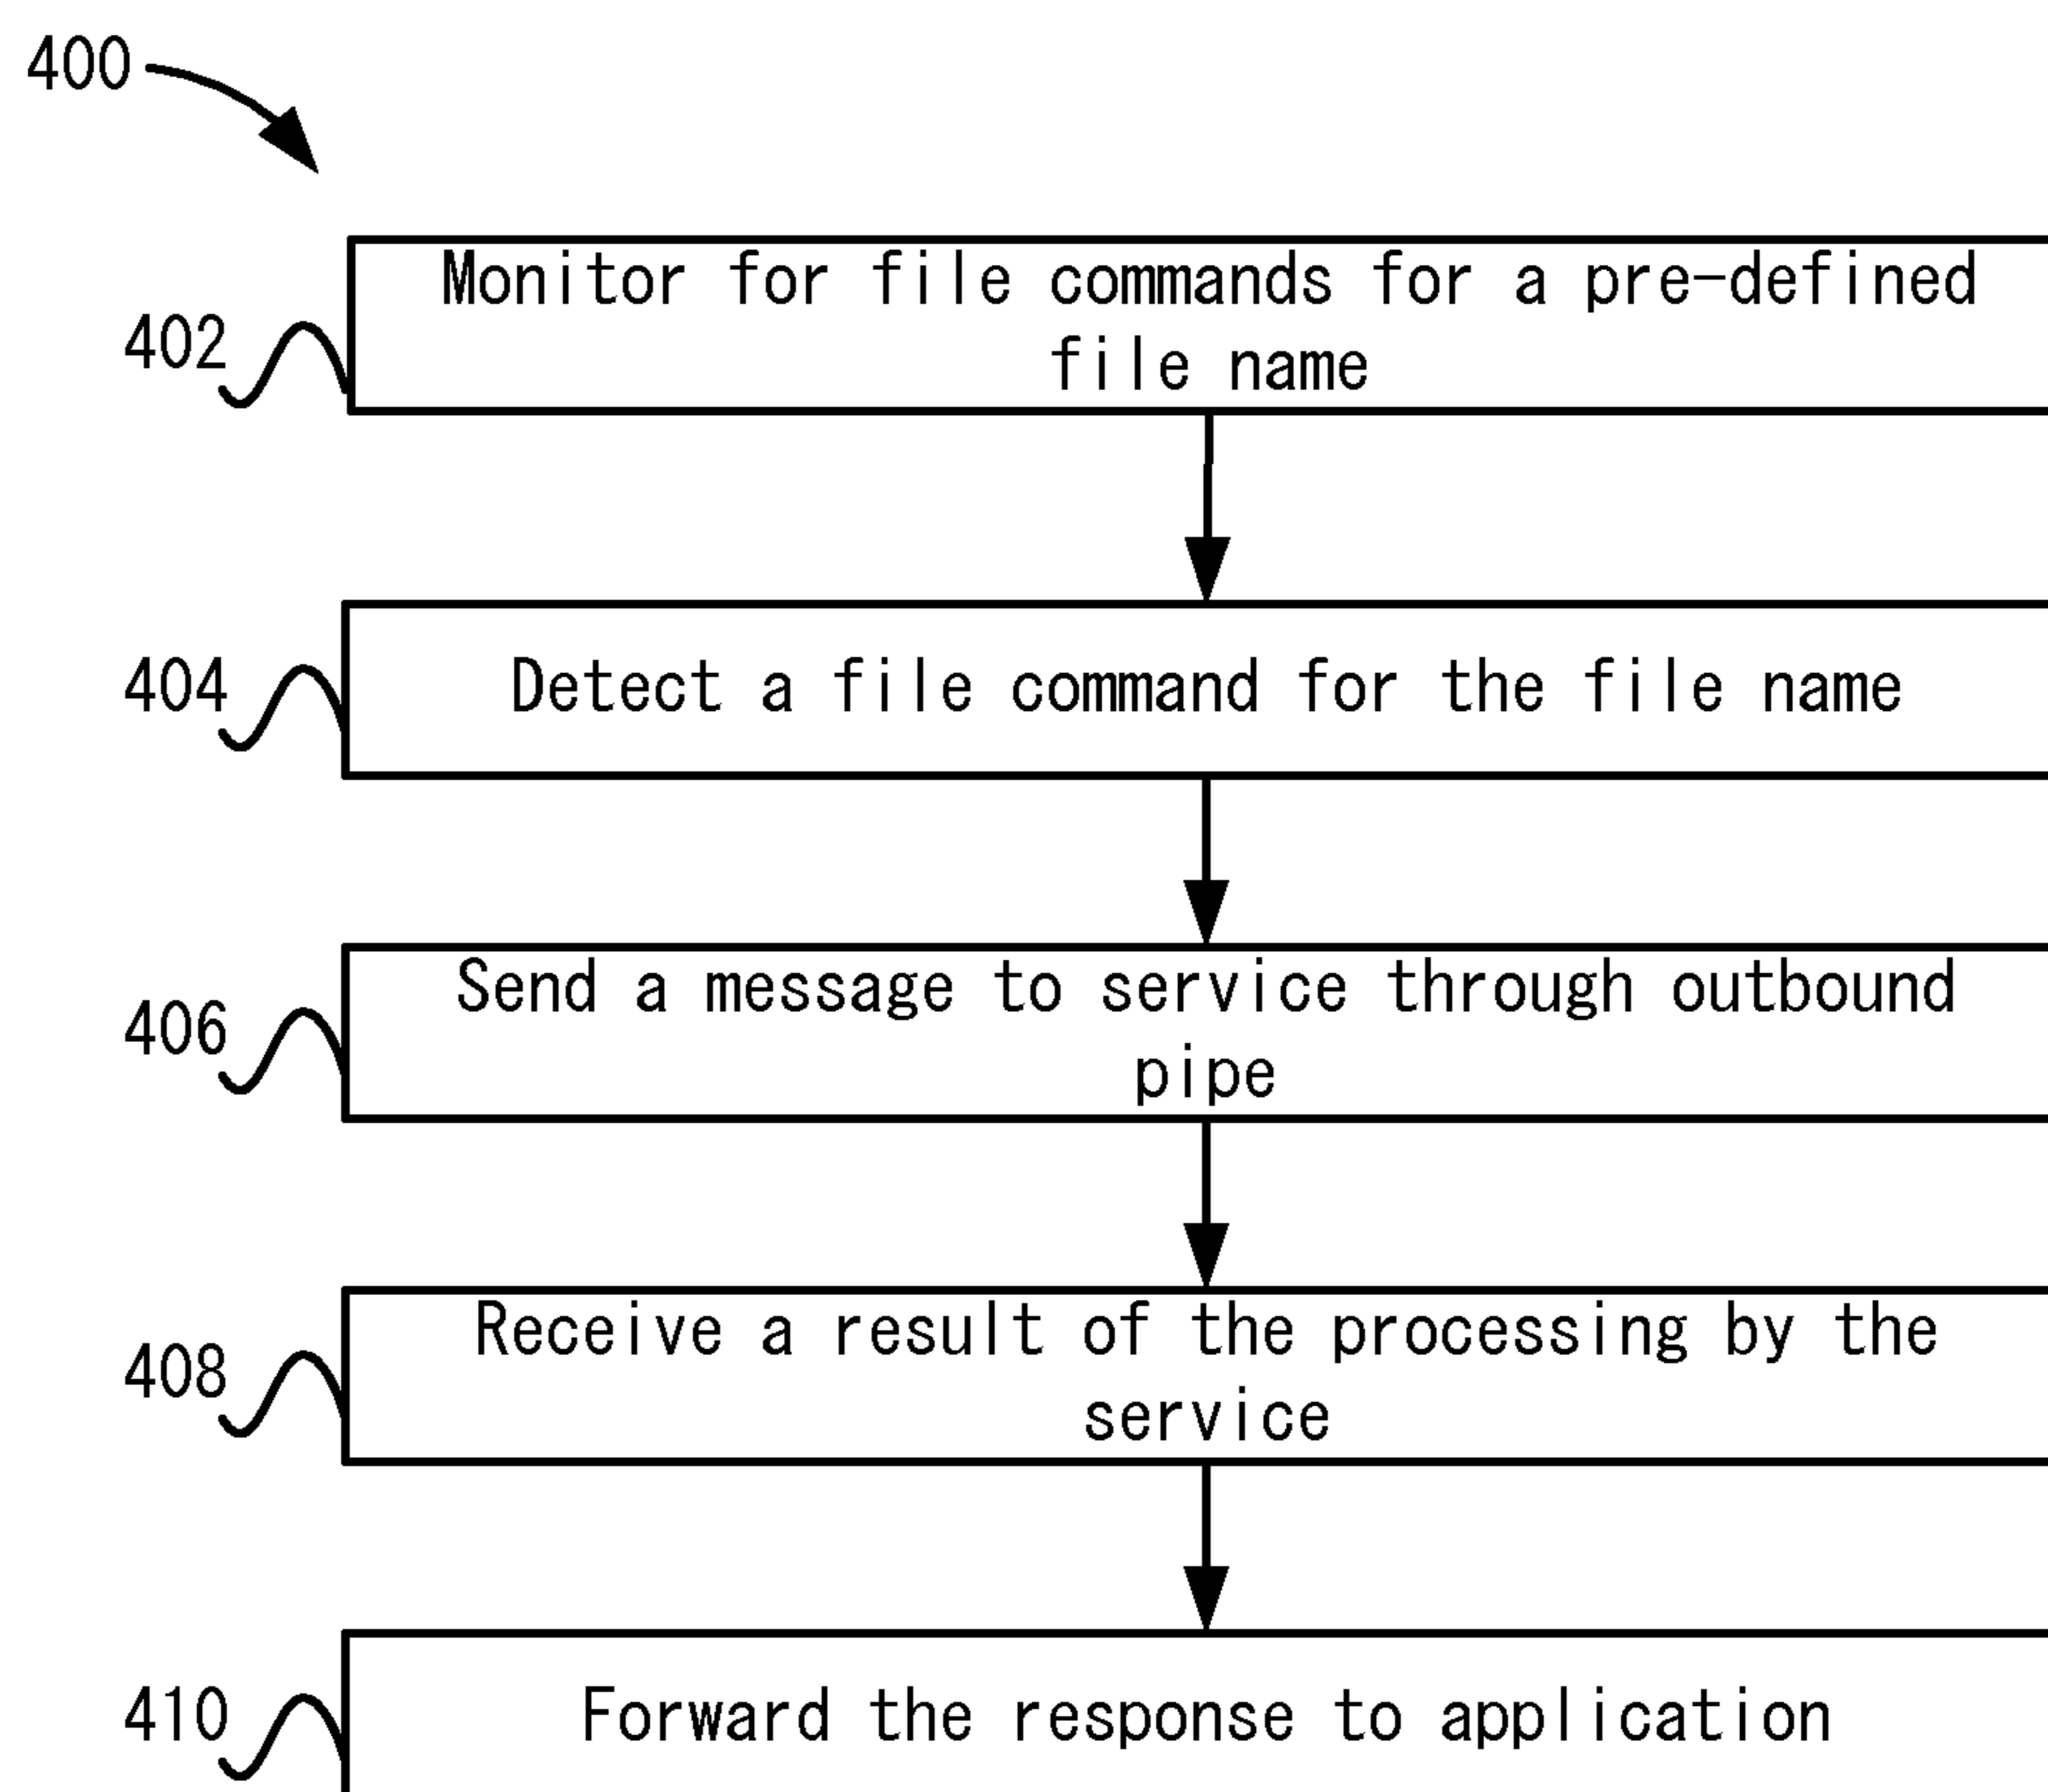 400
402
Monitor for file commands for a pre-defined
file name
404
Detect a file command for the file name
406
Send a message to service through outbound
pipe
408
Receive a result of the processing by the
service
410
Forward the response to application